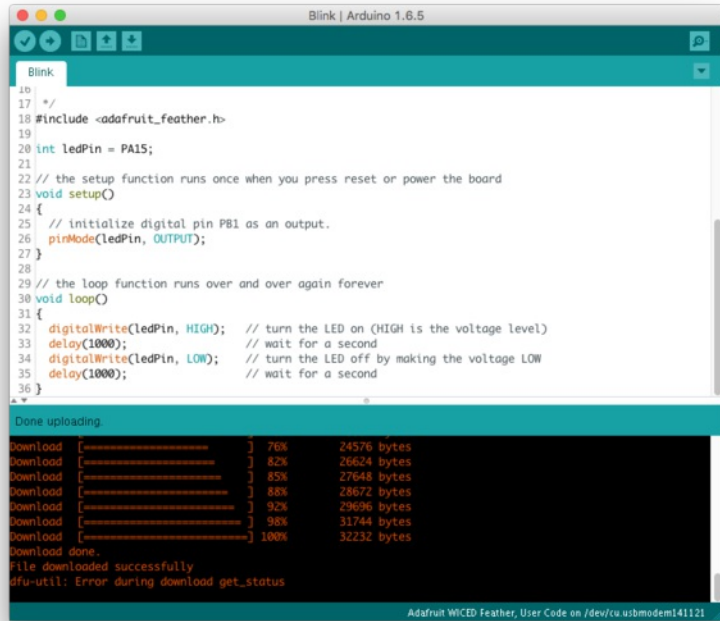 Blink | Arduino 1.6.5
Blink
16
17  */
18 #include <adafruit_feather.h>
19
20 int ledPin = PA15;
21
22 // the setup function runs once when you press reset or power the board
23 void setup()
24 {
25   // initialize digital pin PB1 as an output.
26   pinMode(ledPin, OUTPUT);
27 }
28
29 // the loop function runs over and over again forever
30 void loop()
31 {
32   digitalWrite(ledPin, HIGH);   // turn the LED on (HIGH is the voltage level)
33   delay(1000);                  // wait for a second
34   digitalWrite(ledPin, LOW);    // turn the LED off by making the voltage LOW
35   delay(1000);                  // wait for a second
36 }
Done uploading.
Download  [====================     ]  76%        24576 bytes
Download  [=====================    ]  82%        26624 bytes
Download  [======================   ]  85%        27648 bytes
Download  [=======================  ]  88%        28672 bytes
Download  [======================== ]  92%        29696 bytes
Download  [=========================]  98%        31744 bytes
Download  [=========================] 100%        32232 bytes
Download done.
File downloaded successfully
dfu-util: Error during download get_status
Adafruit WICED Feather, User Code on /dev/cu.usbmodem141121